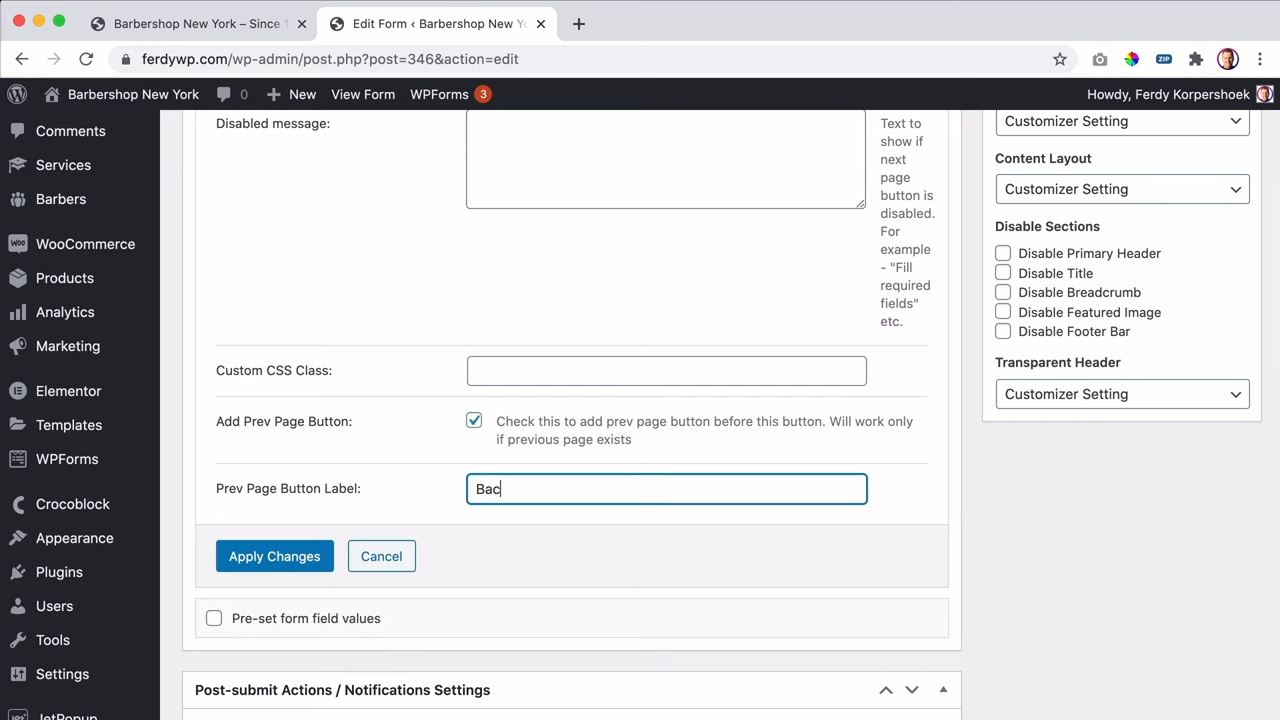 Barbershop New York – Since 1
Edit Form ‹ Barbershop New Yo
ferdywp.com/wp-admin/post.php?post=346&action=edit
ZIP
Barbershop New York
0
New
View Form
WPForms
3
Howdy, Ferdy Korpershoek
Comments
Services
Barbers
WOO
WooCommerce
Products
Analytics
Marketing
Elementor
Templates
WPForms
Crocoblock
Appearance
Plugins
Users
Tools
Settings
Jet
JetPopup
Disabled message:
Text to
show if
next
page
button is
disabled.
For
example
- "Fill
required
fields"
etc.
Custom CSS Class:
Add Prev Page Button:
Check this to add prev page button before this button. Will work only
if previous page exists
Prev Page Button Label:
Bac
Apply Changes
Cancel
Pre-set form field values
Post-submit Actions / Notifications Settings
Customizer Setting
Content Layout
Customizer Setting
Disable Sections
Disable Primary Header
Disable Title
Disable Breadcrumb
Disable Featured Image
Disable Footer Bar
Transparent Header
Customizer Setting